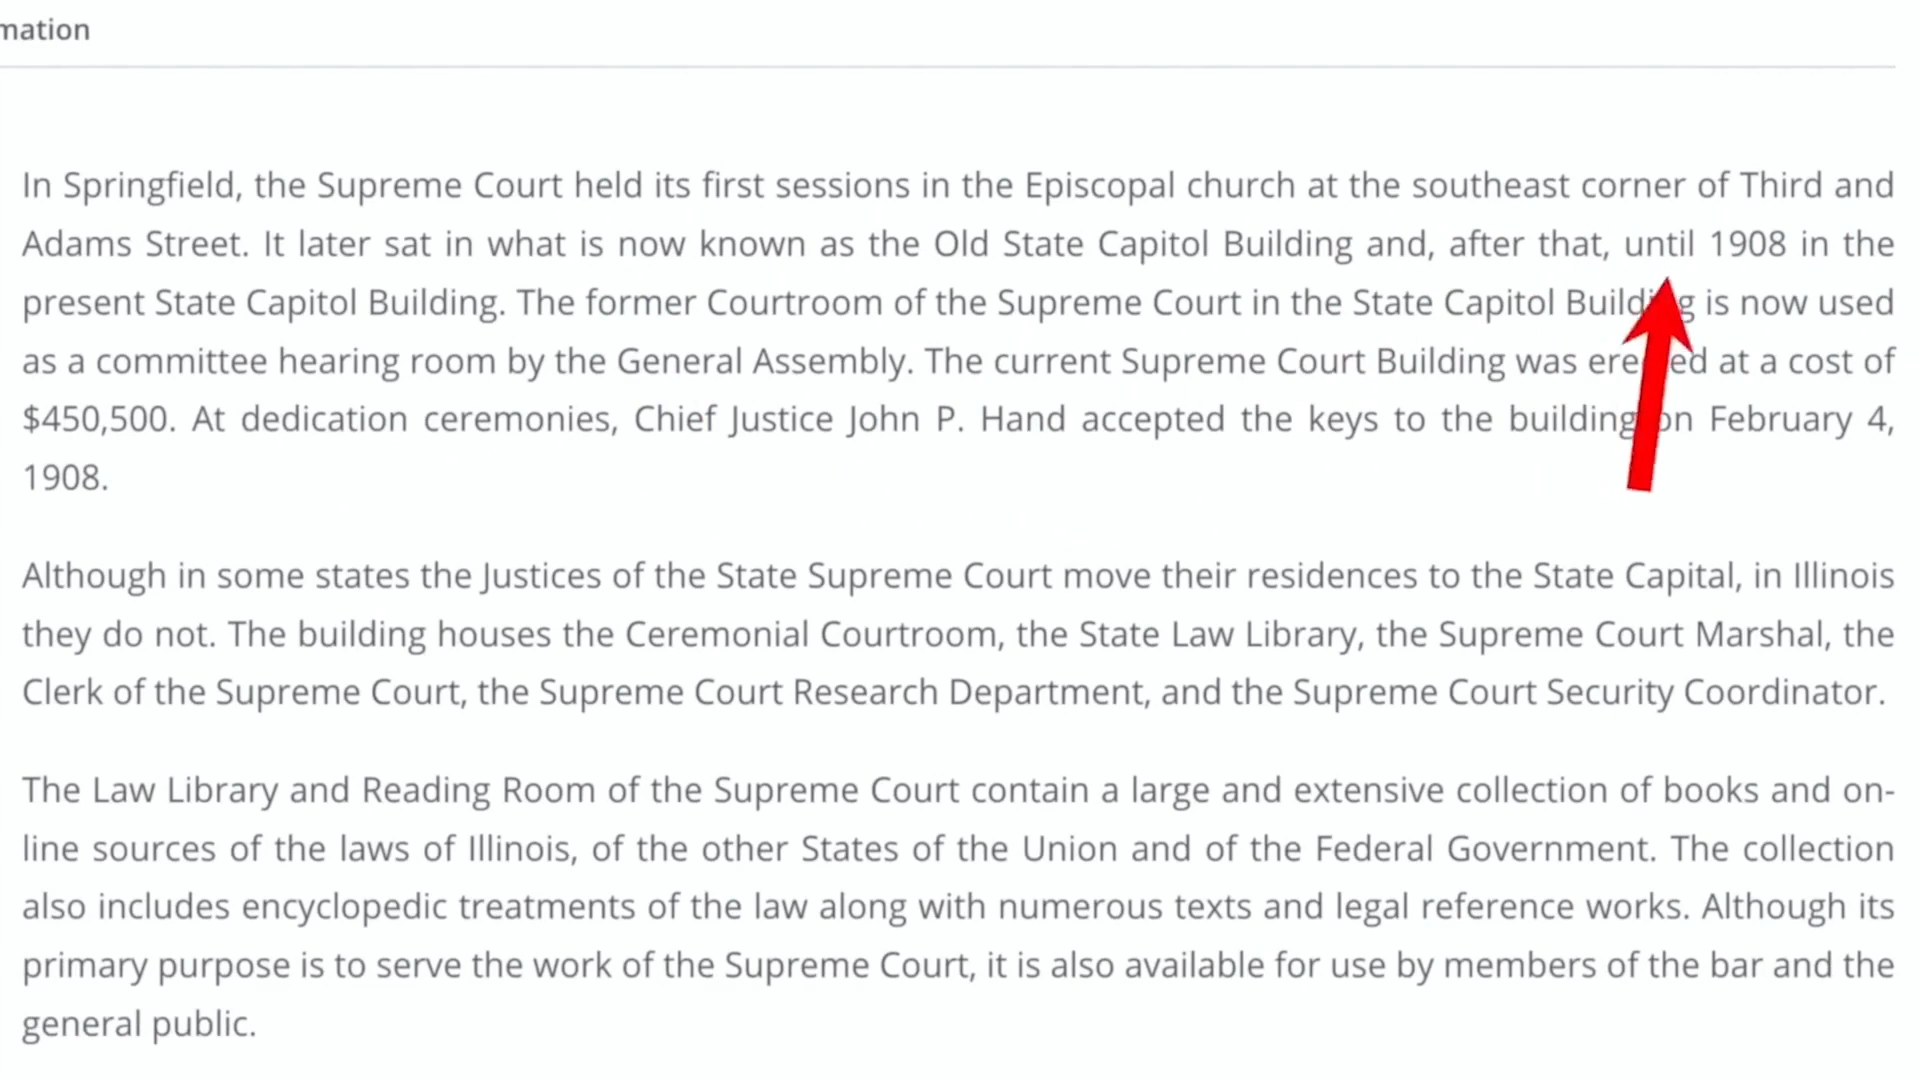 mation
In Springfield, the Supreme Court held its first sessions in the Episcopal church at the southeast corner of Third and
Adams Street. It later sat in what is now known as the Old State Capitol Building and, after that, until 1908 in the
present State Capitol Building. The former Courtroom of the Supreme Court in the State Capitol Building is now used
as a committee hearing room by the General Assembly. The current Supreme Court Building was erected at a cost of
$450,500. At dedication ceremonies, Chief Justice John P. Hand accepted the keys to the building on February 4,
1908.
Although in some states the Justices of the State Supreme Court move their residences to the State Capital, in Illinois
they do not. The building houses the Ceremonial Courtroom, the State Law Library, the Supreme Court Marshal, the
Clerk of the Supreme Court, the Supreme Court Research Department, and the Supreme Court Security Coordinator.
The Law Library and Reading Room of the Supreme Court contain a large and extensive collection of books and on-
line sources of the laws of Illinois, of the other States of the Union and of the Federal Government. The collection
also includes encyclopedic treatments of the law along with numerous texts and legal reference works. Although its
primary purpose is to serve the work of the Supreme Court, it is also available for use by members of the bar and the
general public.